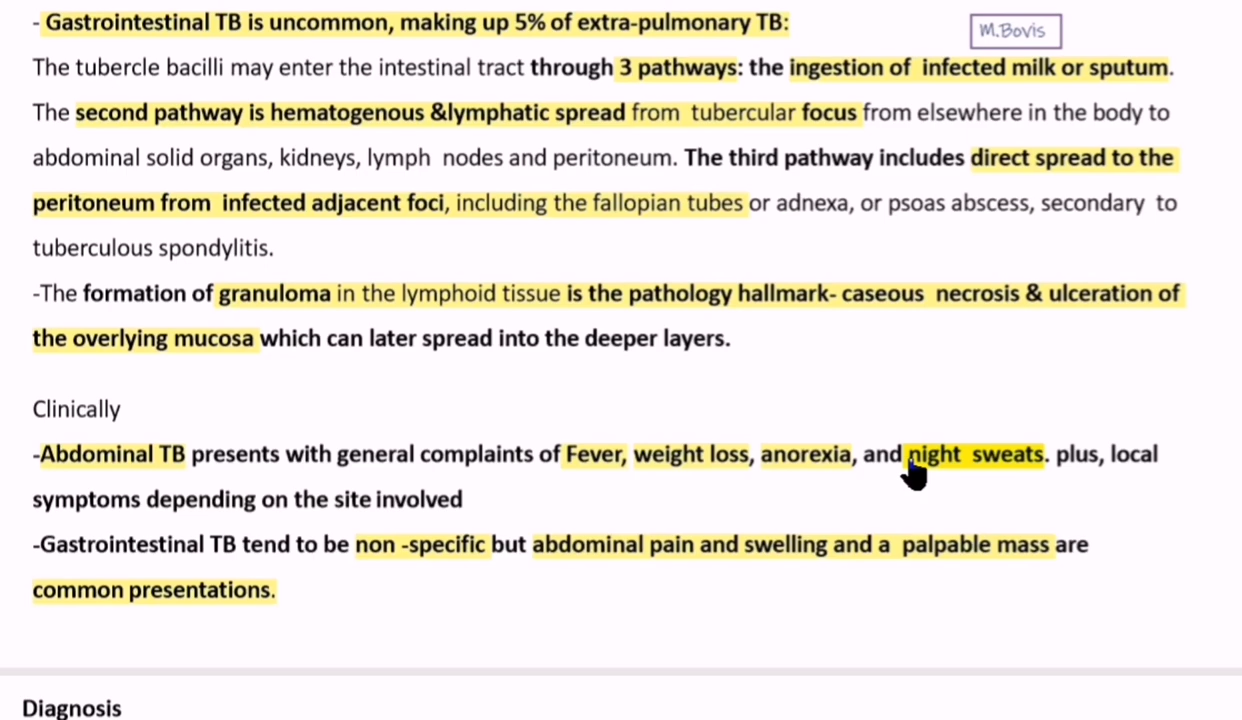 - Gastrointestinal TB is uncommon, making up 5% of extra-pulmonary TB:
M.Bovis
The tubercle bacilli may enter the intestinal tract through 3 pathways: the ingestion of infected milk or sputum.
The second pathway is hematogenous &lymphatic spread from tubercular focus from elsewhere in the body to
abdominal solid organs, kidneys, lymph nodes and peritoneum. The third pathway includes direct spread to the
peritoneum from infected adjacent foci, including the fallopian tubes or adnexa, or psoas abscess, secondary to
tuberculous spondylitis.
-The formation of granuloma in the lymphoid tissue is the pathology hallmark- caseous necrosis & ulceration of
the overlying mucosa which can later spread into the deeper layers.
Clinically
-Abdominal TB presents with general complaints of Fever, weight loss, anorexia, and night sweats. plus, local
symptoms depending on the site involved
-Gastrointestinal TB tend to be non -specific but abdominal pain and swelling and a palpable mass are
common presentations.
Diagnosis